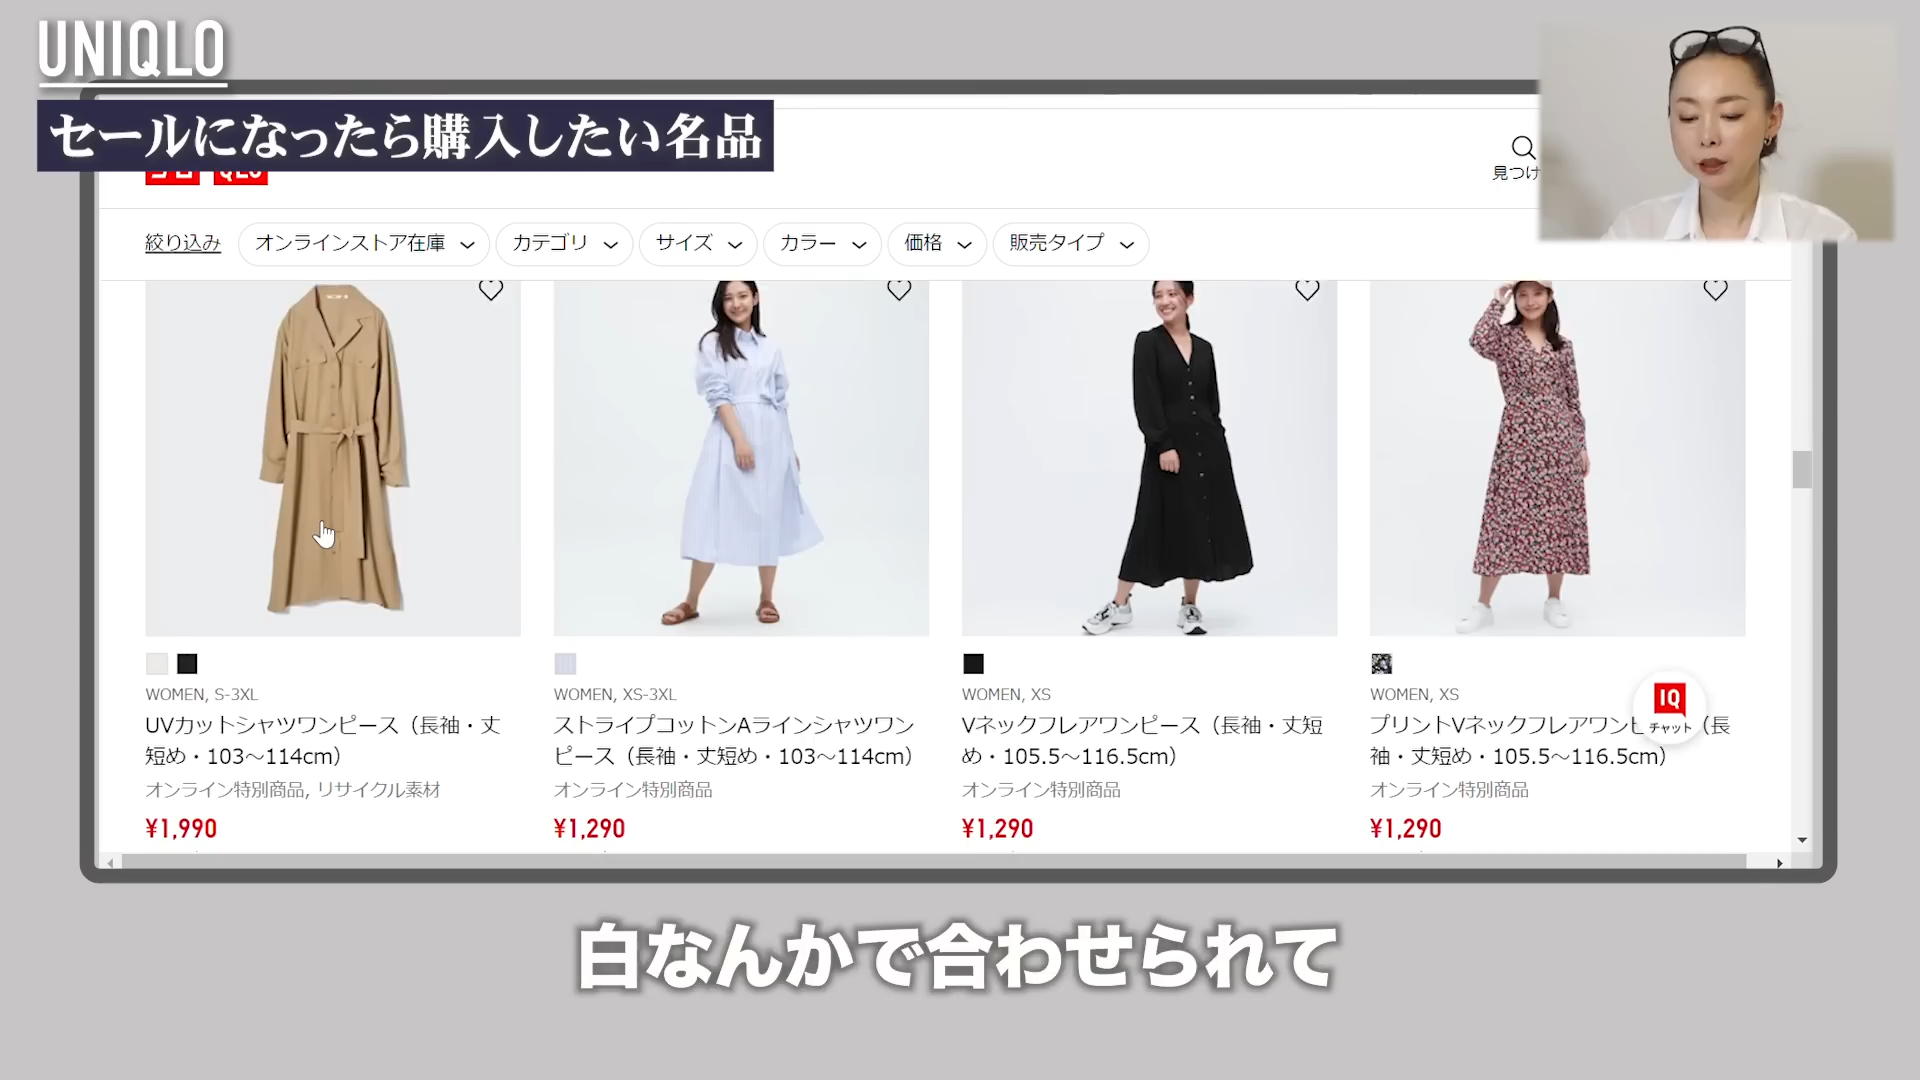 UNIQLO
セールになったら購入したい名品
見つけ
絞り込み
オンラインストア在庫
カテゴリ
サイズ
カラー
価格
販売タイプ
WOMEN, S-3XL
UVカットシャツワンピース（長袖・丈
短め・103～114cm）
オンライン特別商品, リサイクル素材
¥1,990
WOMEN, XS-3XL
ストライプコットンAラインシャツワン
ピース（長袖・丈短め・103～114cm）
オンライン特別商品
¥1,290
WOMEN, XS
Vネックフレアワンピース（長袖・丈短
め・105.5～116.5cm）
オンライン特別商品
¥1,290
WOMEN, XS
プリントVネックフレアワンピ（長
袖・丈短め・105.5～116.5cm）
オンライン特別商品
¥1,290
IQ
チャット
白なんかで合わせられて